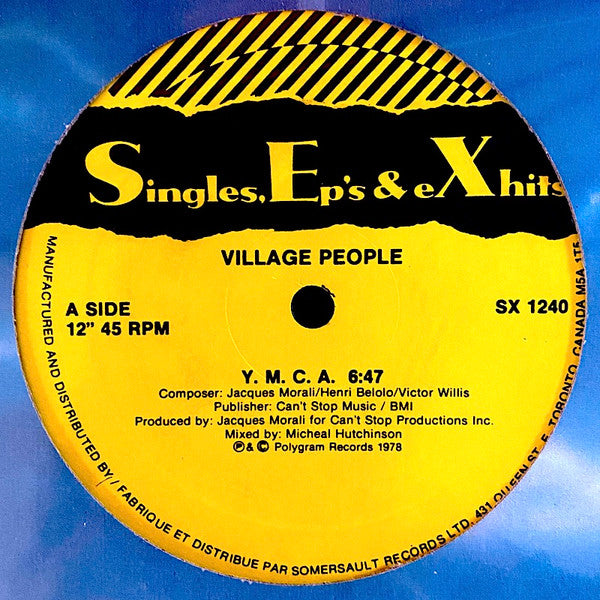 Singles, Ep's & eXhits
VILLAGE PEOPLE
A SIDE
12" 45 RPM
SX 1240
Y. M. C. A. 6:47
Composer: Jacques Morali/Henri Belolo/Victor Willis
Publisher: Can't Stop Music / BMI
Produced by: Jacques Morali for Can't Stop Productions Inc.
Mixed by: Micheal Hutchinson
℗& © Polygram Records 1978
MANUFACTURED AND DISTRIBUTED BY / FABRIQUE ET DISTRIBUE PAR SOMERSAULT RECORDS LTD. 431 QUEEN ST. E. TORONTO, CANADA M5A 1T5